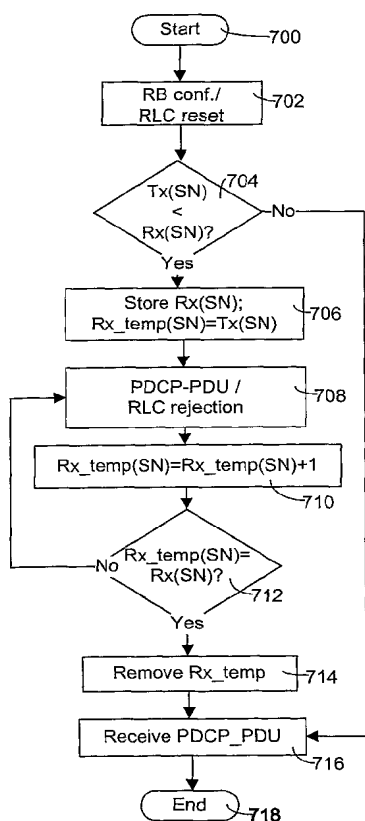 Start
700
RB conf./
RLC reset
702
Tx(SN)
<
Rx(SN)?
704
No
Yes
Store Rx(SN);
Rx_temp(SN)=Tx(SN)
706
PDCP-PDU /
RLC rejection
708
Rx_temp(SN)=Rx_temp(SN)+1
710
Rx_temp(SN)=
Rx(SN)?
712
No
Yes
Remove Rx_temp
714
Receive PDCP_PDU
716
End
718